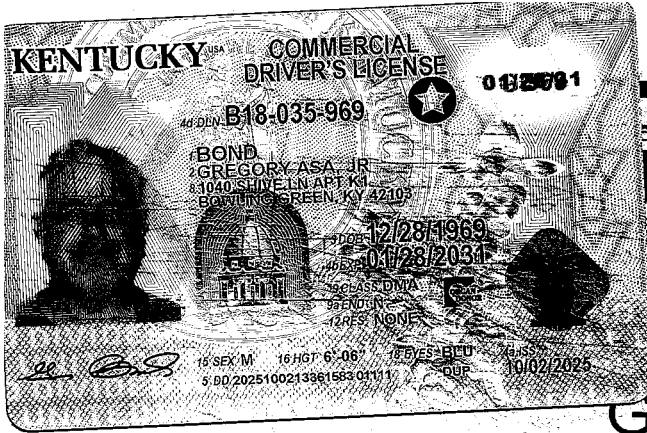 KENTUCKY USA
COMMERCIAL
DRIVER'S LICENSE
4d DLN B18-035-969
1 BOND
2 GREGORY ASA, JR
8 1040 SHIVE LN APT K1
BOWLING GREEN, KY 42103
3 DOB 12/28/1969
4b EXP 01/28/2031
9 CLASS DMA
9a END N
12 RES NONE
15 SEX M 16 HGT 6'-06" 18 EYES BLU 4a ISS
DUP 10/02/2025
5 DD 20251002133615830111
G